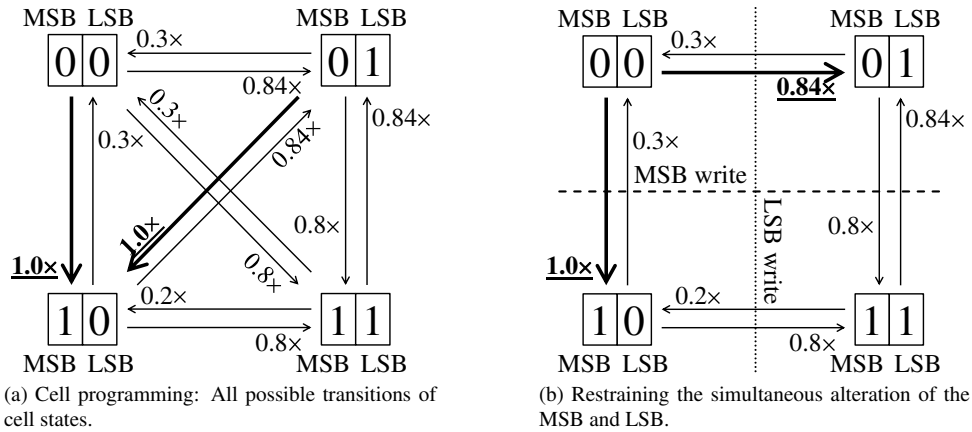 MSB LSB MSB LSB
0 0 0.3× 0 1
0.84×
0.3× 0.3× 0.84× 0.84×
1.0× 1.0× 0.8× 0.8×
1 0 0.2× 1 1
0.8×
MSB LSB MSB LSB
(a) Cell programming: All possible transitions of
cell states.
MSB LSB MSB LSB
0 0 0.3× 0 1
0.84×
0.3× 0.84×
MSB write
LSB write
1.0× 0.8×
1 0 0.2× 1 1
0.8×
MSB LSB MSB LSB
(b) Restraining the simultaneous alteration of the
MSB and LSB.